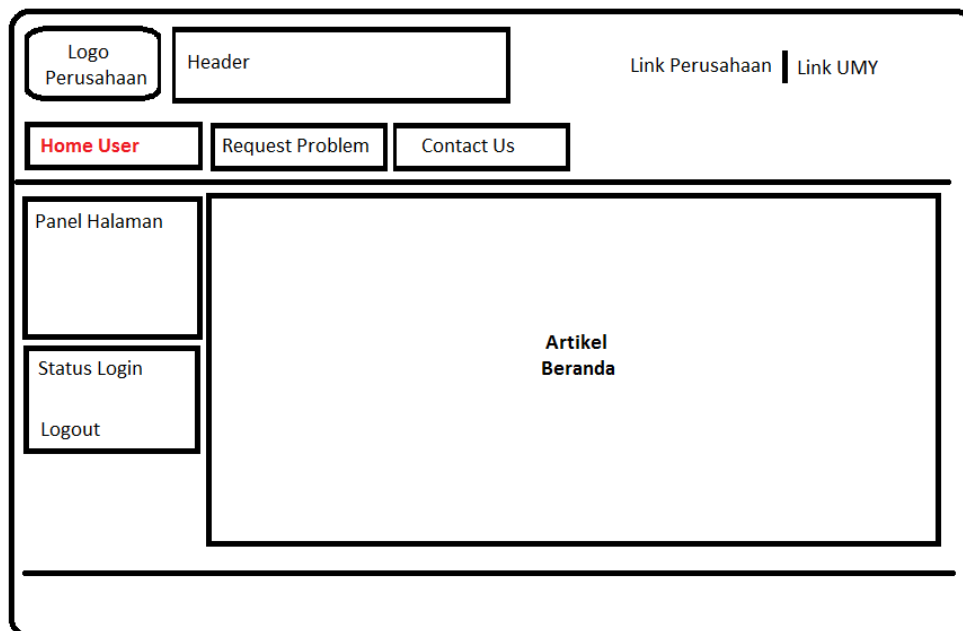 Logo
Perusahaan
Header
Link Perusahaan
Link UMY
Home User
Request Problem
Contact Us
Panel Halaman
Status Login
Logout
Artikel
Beranda